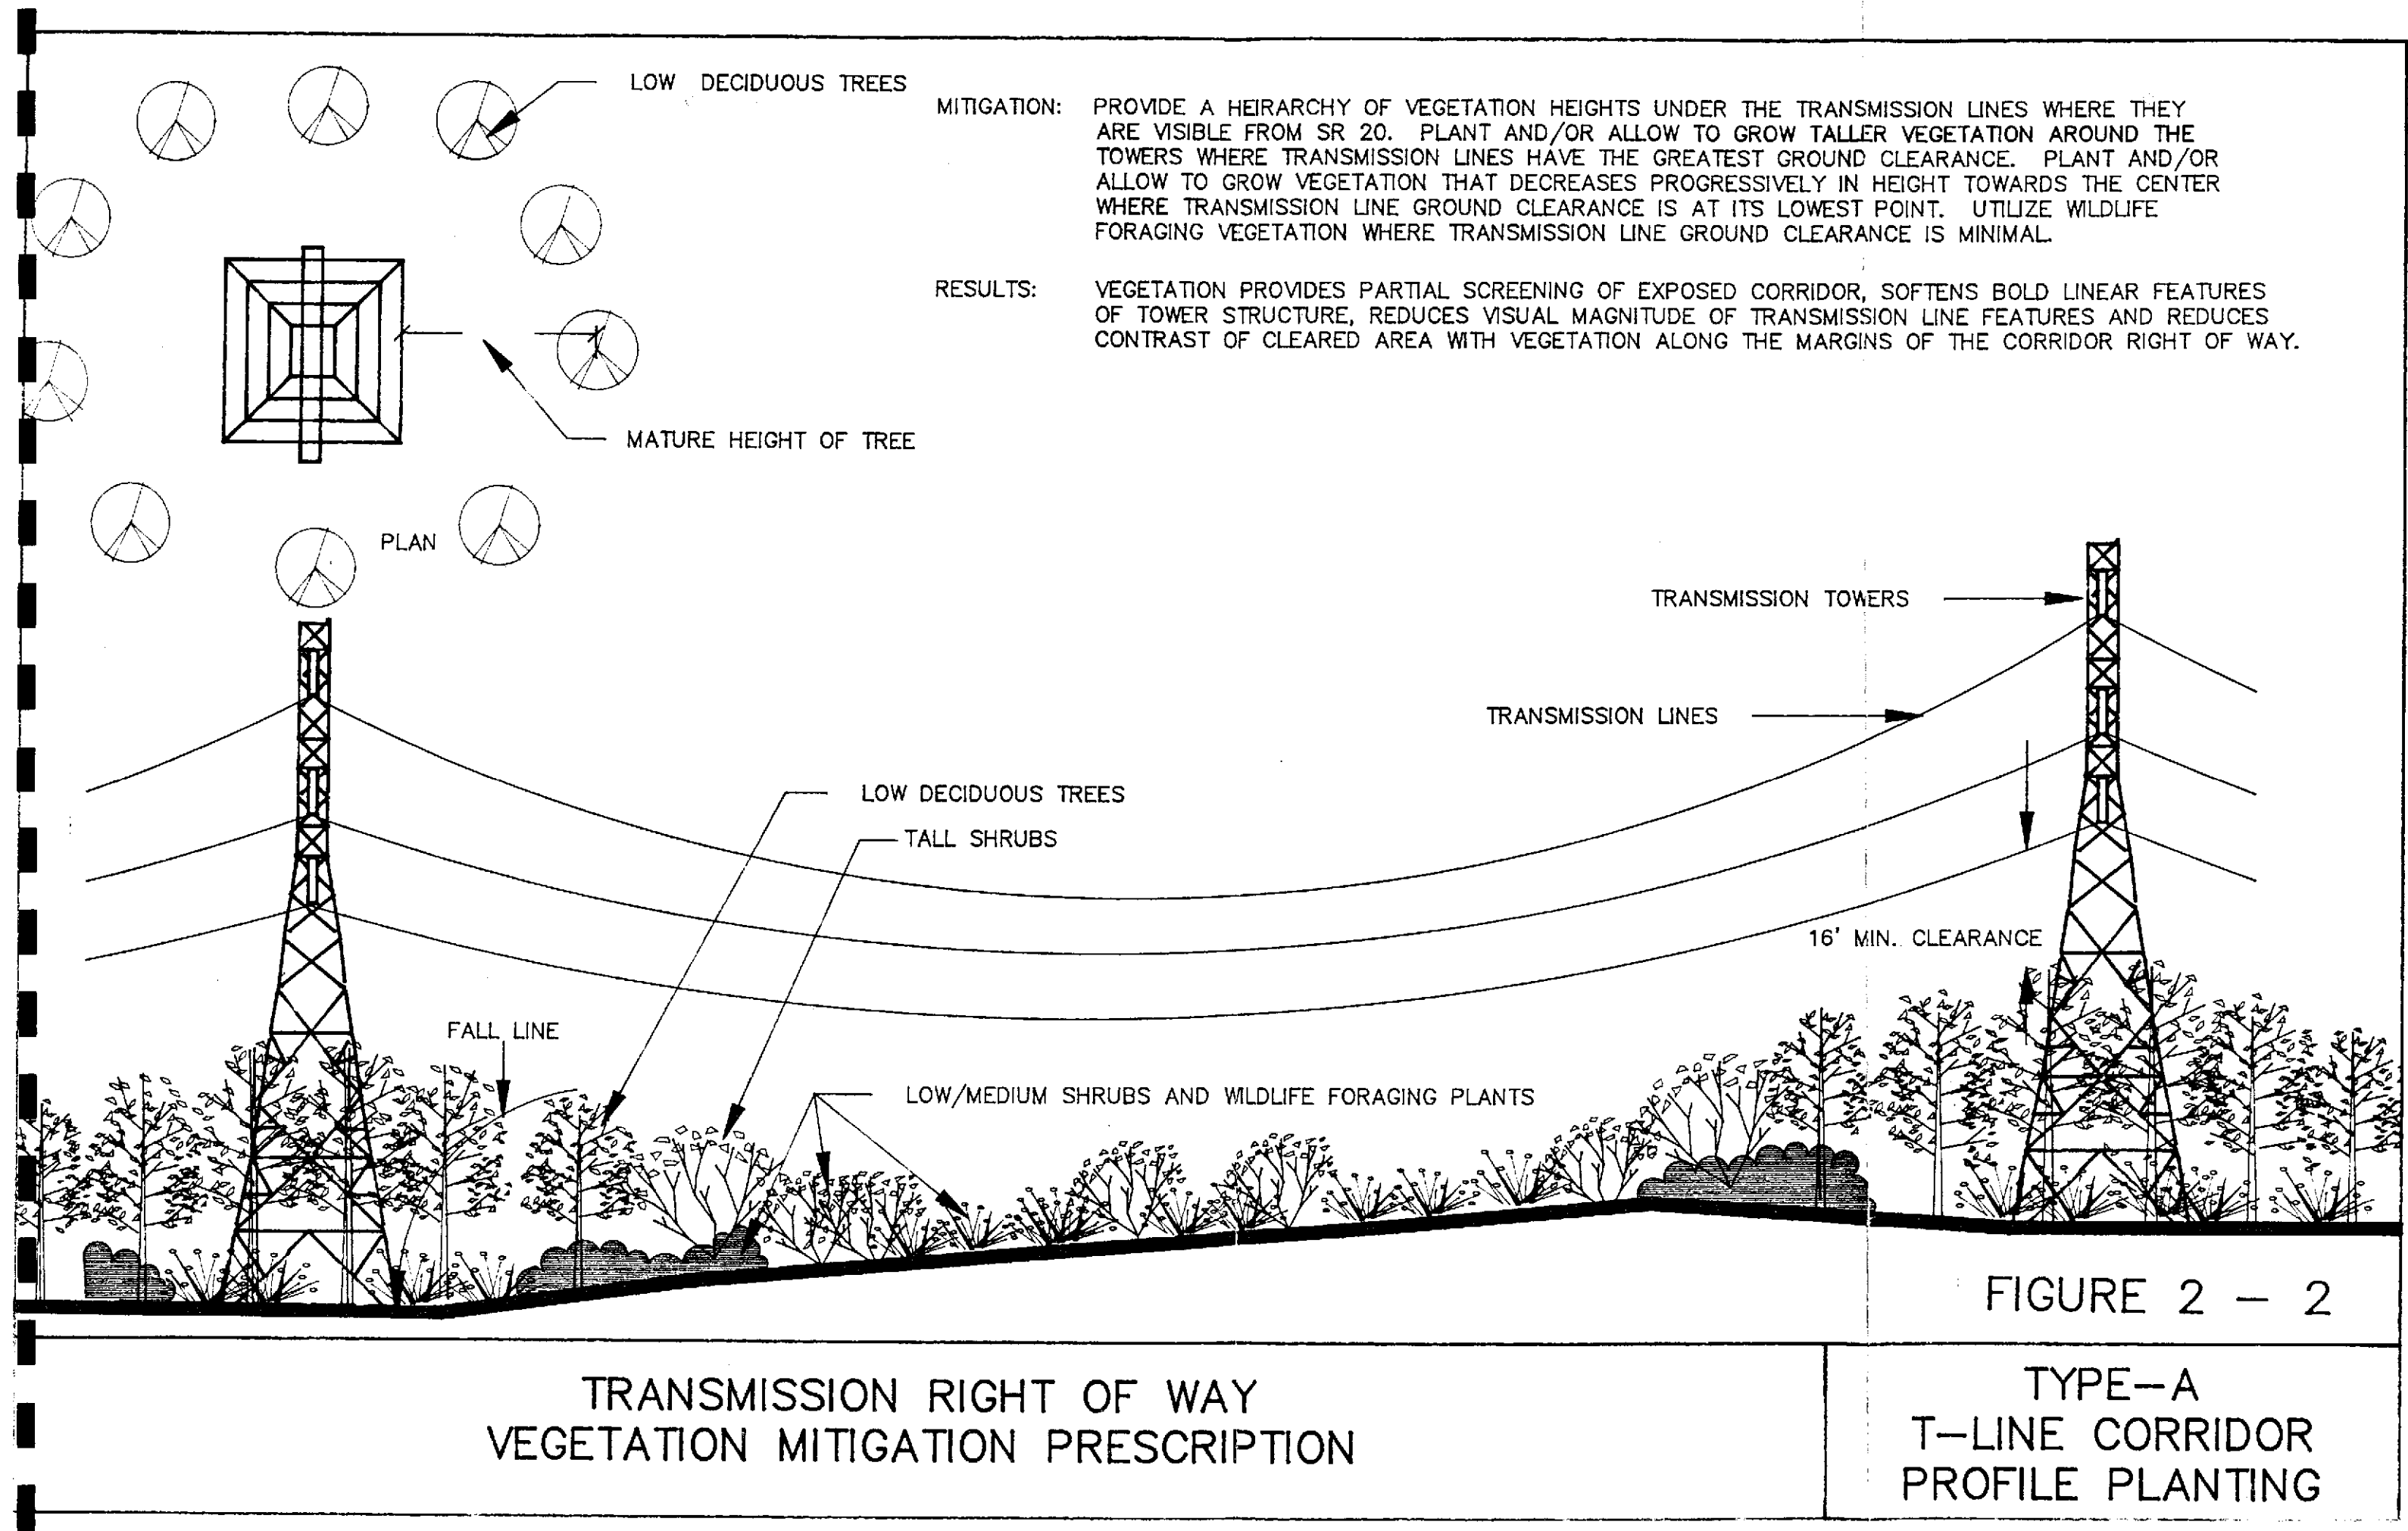 LOW DECIDUOUS TREES
MITIGATION: PROVIDE A HEIRARCHY OF VEGETATION HEIGHTS UNDER THE TRANSMISSION LINES WHERE THEY
ARE VISIBLE FROM SR 20. PLANT AND/OR ALLOW TO GROW TALLER VEGETATION AROUND THE
TOWERS WHERE TRANSMISSION LINES HAVE THE GREATEST GROUND CLEARANCE. PLANT AND/OR
ALLOW TO GROW VEGETATION THAT DECREASES PROGRESSIVELY IN HEIGHT TOWARDS THE CENTER
WHERE TRANSMISSION LINE GROUND CLEARANCE IS AT ITS LOWEST POINT. UTILIZE WILDLIFE
FORAGING VEGETATION WHERE TRANSMISSION LINE GROUND CLEARANCE IS MINIMAL.
RESULTS: VEGETATION PROVIDES PARTIAL SCREENING OF EXPOSED CORRIDOR, SOFTENS BOLD LINEAR FEATURES
OF TOWER STRUCTURE, REDUCES VISUAL MAGNITUDE OF TRANSMISSION LINE FEATURES AND REDUCES
CONTRAST OF CLEARED AREA WITH VEGETATION ALONG THE MARGINS OF THE CORRIDOR RIGHT OF WAY.
MATURE HEIGHT OF TREE
PLAN
TRANSMISSION TOWERS
TRANSMISSION LINES
LOW DECIDUOUS TREES
TALL SHRUBS
16' MIN. CLEARANCE
FALL LINE
LOW/MEDIUM SHRUBS AND WILDLIFE FORAGING PLANTS
FIGURE 2 - 2
TRANSMISSION RIGHT OF WAY
VEGETATION MITIGATION PRESCRIPTION
TYPE-A
T-LINE CORRIDOR
PROFILE PLANTING